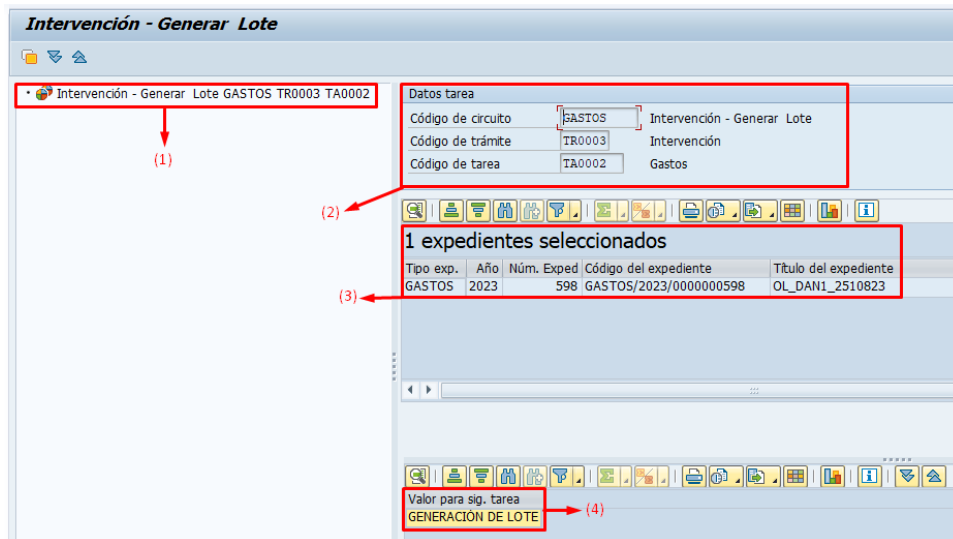 Intervención - Generar Lote
Intervención - Generar Lote GASTOS TR0003 TA0002
(1)
Datos tarea
Código de circuito GASTOS Intervención - Generar Lote
Código de trámite TR0003 Intervención
Código de tarea TA0002 Gastos
(2)
1 expedientes seleccionados
Tipo exp. Año Núm. Exped Código del expediente Título del expediente
GASTOS 2023 598 GASTOS/2023/0000000598 OL_DAN1_2510823
(3)
Valor para sig. tarea
GENERACIÓN DE LOTE
(4)